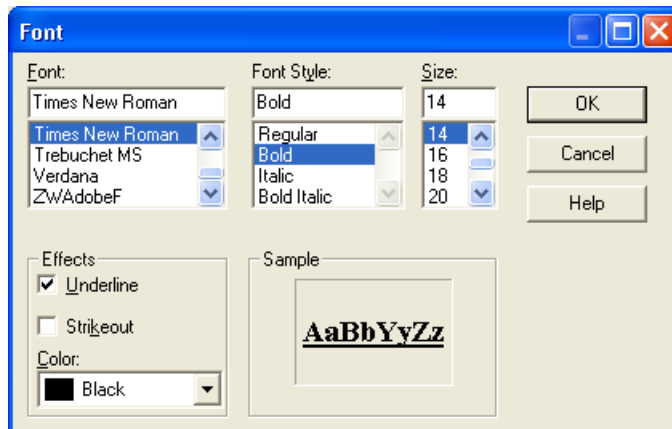 Font
Font:
Times New Roman
Times New Roman
Trebuchet MS
Verdana
ZWAdobeF
Font Style:
Bold
Regular
Bold
Italic
Bold Italic
Size:
14
14
16
18
20
OK
Cancel
Help
Effects
Underline
Strikeout
Color:
Black
Sample
AaBbYyZz